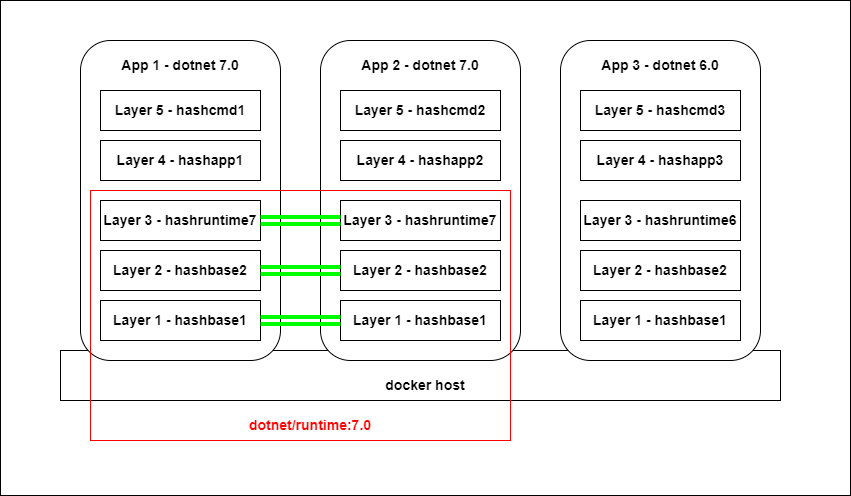 App 1 - dotnet 7.0
Layer 5 - hashcmd1
Layer 4 - hashapp1
Layer 3 - hashruntime7
Layer 2 - hashbase2
Layer 1 - hashbase1
App 2 - dotnet 7.0
Layer 5 - hashcmd2
Layer 4 - hashapp2
Layer 3 - hashruntime7
Layer 2 - hashbase2
Layer 1 - hashbase1
App 3 - dotnet 6.0
Layer 5 - hashcmd3
Layer 4 - hashapp3
Layer 3 - hashruntime6
Layer 2 - hashbase2
Layer 1 - hashbase1
docker host
dotnet/runtime:7.0